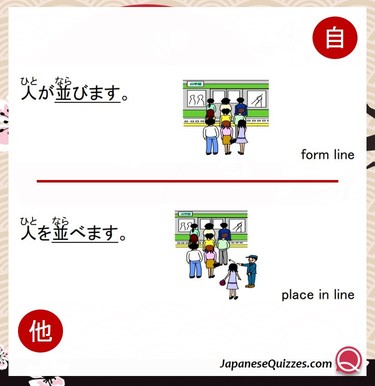 自
ひと なら
人が並びます。
form line
ひと なら
人を並べます。
place in line
他
JapaneseQuizzes.com
Q